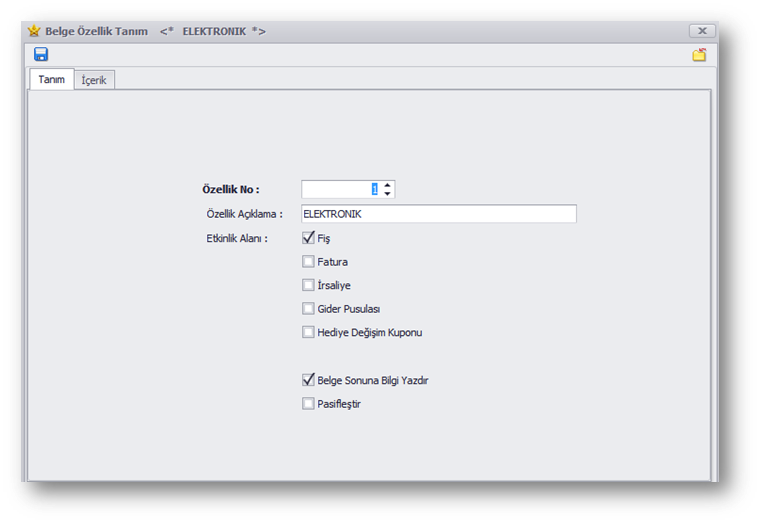 Belge Özellik Tanım <* ELEKTRONIK *>
Tanım İçerik
Özellik No : 1
Özellik Açıklama : ELEKTRONIK
Etkinlik Alanı : Fiş
Fatura
İrsaliye
Gider Pusulası
Hediye Değişim Kuponu
Belge Sonuna Bilgi Yazdır
Pasifleştir